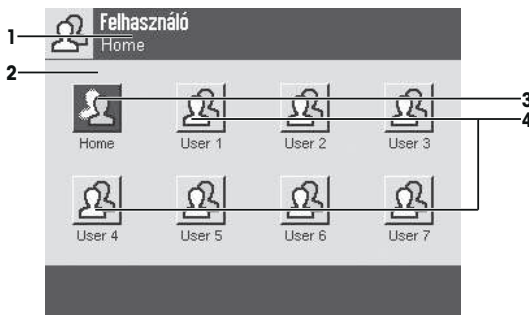 Felhasználó
1
Home
2
3
4
Home
User 1
User 2
User 3
User 4
User 5
User 6
User 7